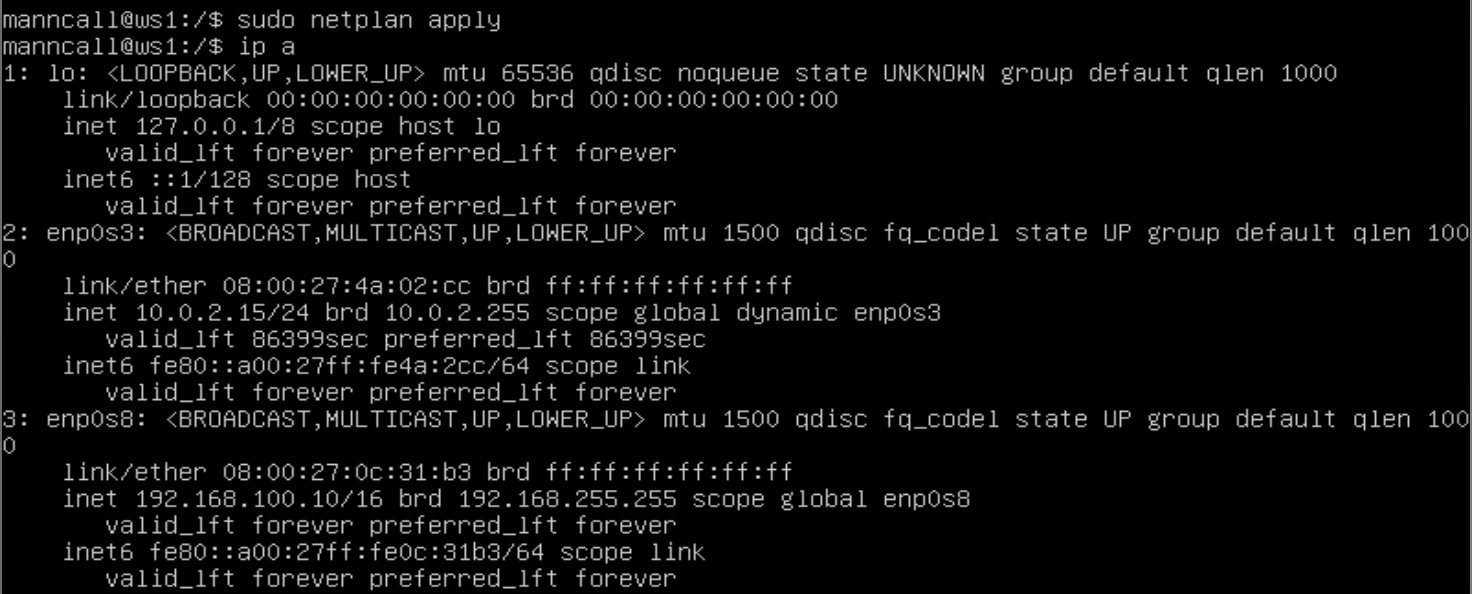 manncall@ws1:/$ sudo netplan apply
manncall@ws1:/$ ip a
1: lo: <LOOPBACK,UP,LOWER_UP> mtu 65536 qdisc noqueue state UNKNOWN group default qlen 1000
    link/loopback 00:00:00:00:00:00 brd 00:00:00:00:00:00
    inet 127.0.0.1/8 scope host lo
       valid_lft forever preferred_lft forever
    inet6 ::1/128 scope host
       valid_lft forever preferred_lft forever
2: enp0s3: <BROADCAST,MULTICAST,UP,LOWER_UP> mtu 1500 qdisc fq_codel state UP group default qlen 100
0
    link/ether 08:00:27:4a:02:cc brd ff:ff:ff:ff:ff:ff
    inet 10.0.2.15/24 brd 10.0.2.255 scope global dynamic enp0s3
       valid_lft 86399sec preferred_lft 86399sec
    inet6 fe80::a00:27ff:fe4a:2cc/64 scope link
       valid_lft forever preferred_lft forever
3: enp0s8: <BROADCAST,MULTICAST,UP,LOWER_UP> mtu 1500 qdisc fq_codel state UP group default qlen 100
0
    link/ether 08:00:27:0c:31:b3 brd ff:ff:ff:ff:ff:ff
    inet 192.168.100.10/16 brd 192.168.255.255 scope global enp0s8
       valid_lft forever preferred_lft forever
    inet6 fe80::a00:27ff:fe0c:31b3/64 scope link
       valid_lft forever preferred_lft forever